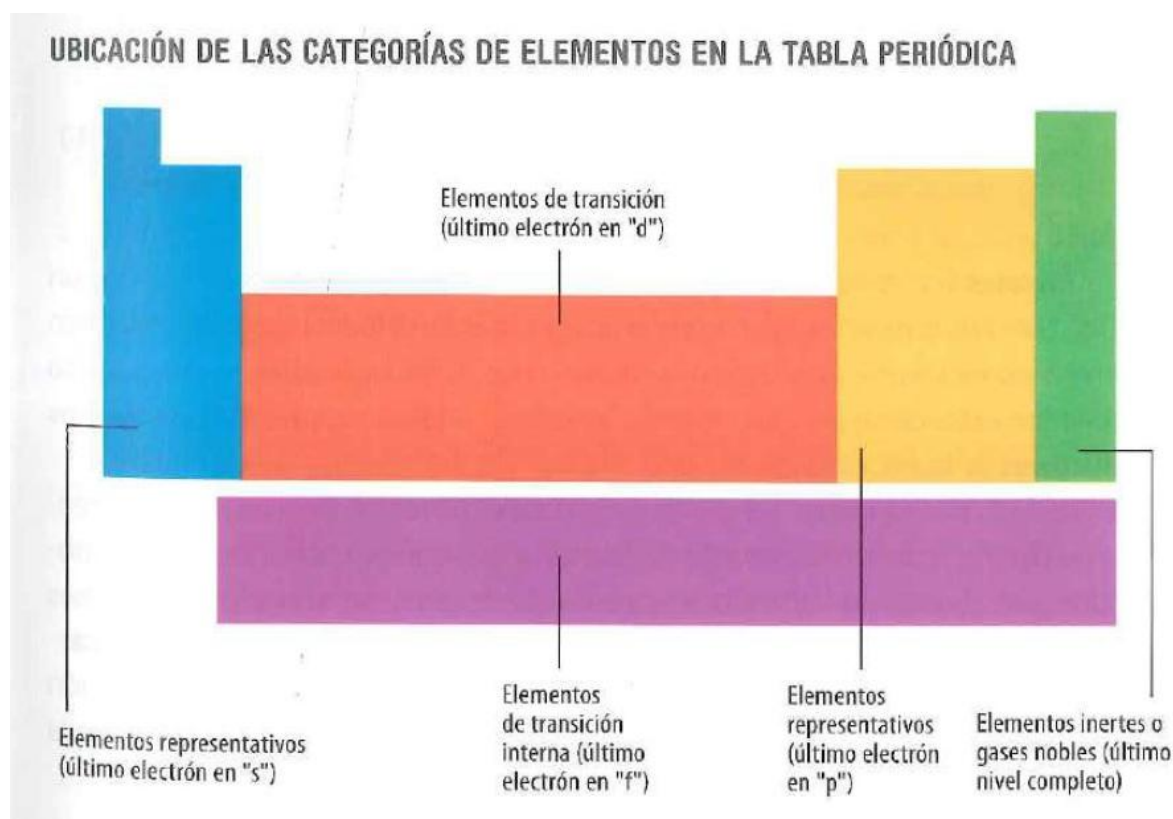 UBICACIÓN DE LAS CATEGORÍAS DE ELEMENTOS EN LA TABLA PERIÓDICA
Elementos de transición
(último electrón en "d")
Elementos representativos
(último electrón en "s")
Elementos
de transición
interna (último
electrón en "f")
Elementos
representativos
(último electrón
en "p")
Elementos inertes o
gases nobles (último
nivel completo)